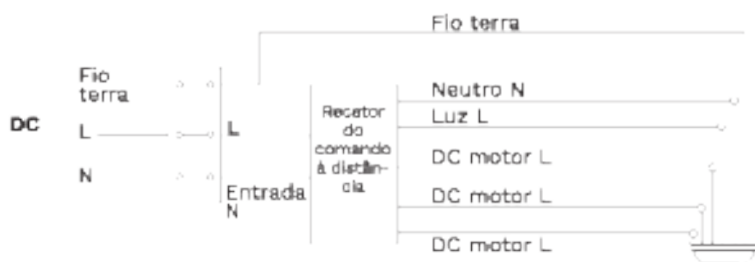 Fio terra
Fio
terra
DC
L
N
L
Entrada
N
Recetor
do
comando
à distân-
cia
Neutro N
Luz L
DC motor L
DC motor L
DC motor L